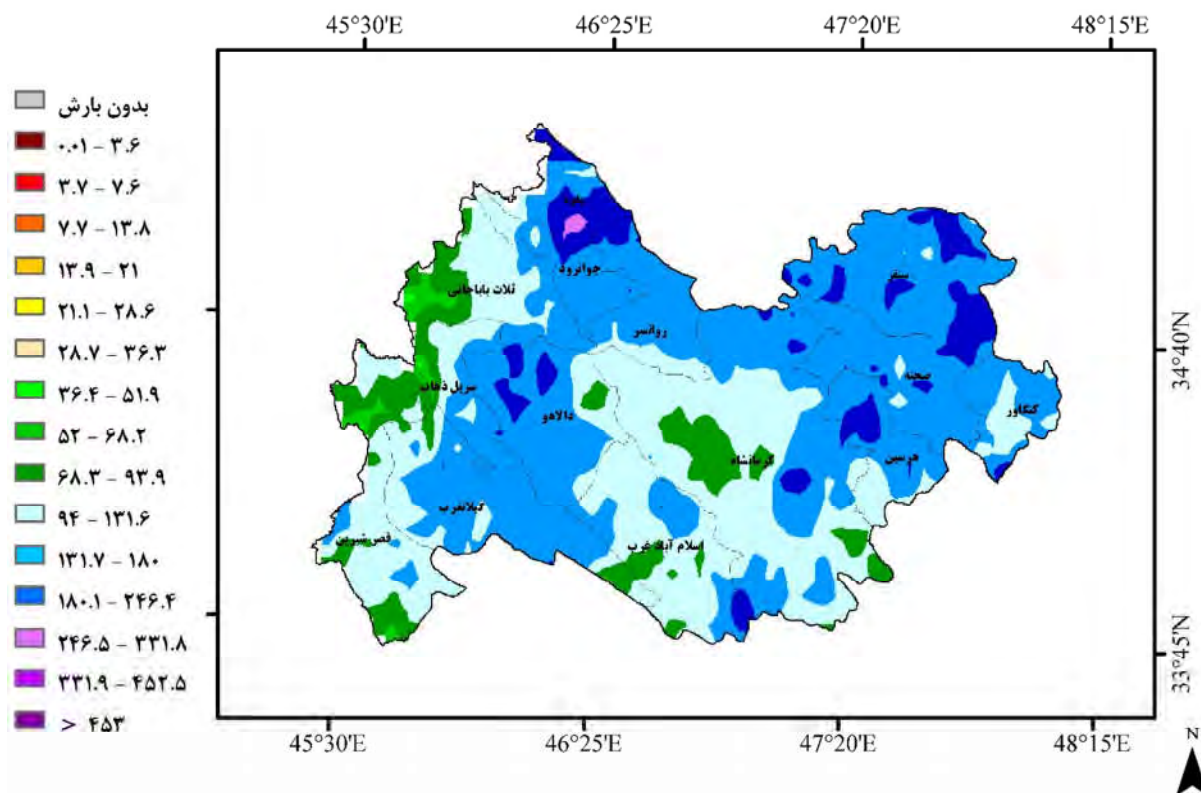 45°30'E 46°25'E 47°20'E 48°15'E
بدون بارش
۰.۰۱ - ۳.۶
۳.۷ - ۷.۶
۷.۷ - ۱۳.۸
۱۳.۹ - ۲۱
۲۱.۱ - ۲۸.۶
۲۸.۷ - ۳۶.۳
۳۶.۴ - ۵۱.۹
۵۲ - ۶۸.۲
۶۸.۳ - ۹۳.۹
۹۴ - ۱۳۱.۶
۱۳۱.۷ - ۱۸۰
۱۸۰.۱ - ۲۴۶.۴
۲۴۶.۵ - ۳۳۱.۸
۳۳۱.۹ - ۴۵۲.۵
> ۴۵۳
پاوه
جوانرود
سنقر
ثلاث باباجانی
روانسر
صحنه
سرپل ذهاب
دالاهو
کنگاور
کرمانشاه
هرسین
گیلانغرب
قصر شیرین
اسلام آباد غرب
34°40'N
33°45'N
45°30'E 46°25'E 47°20'E 48°15'E
N